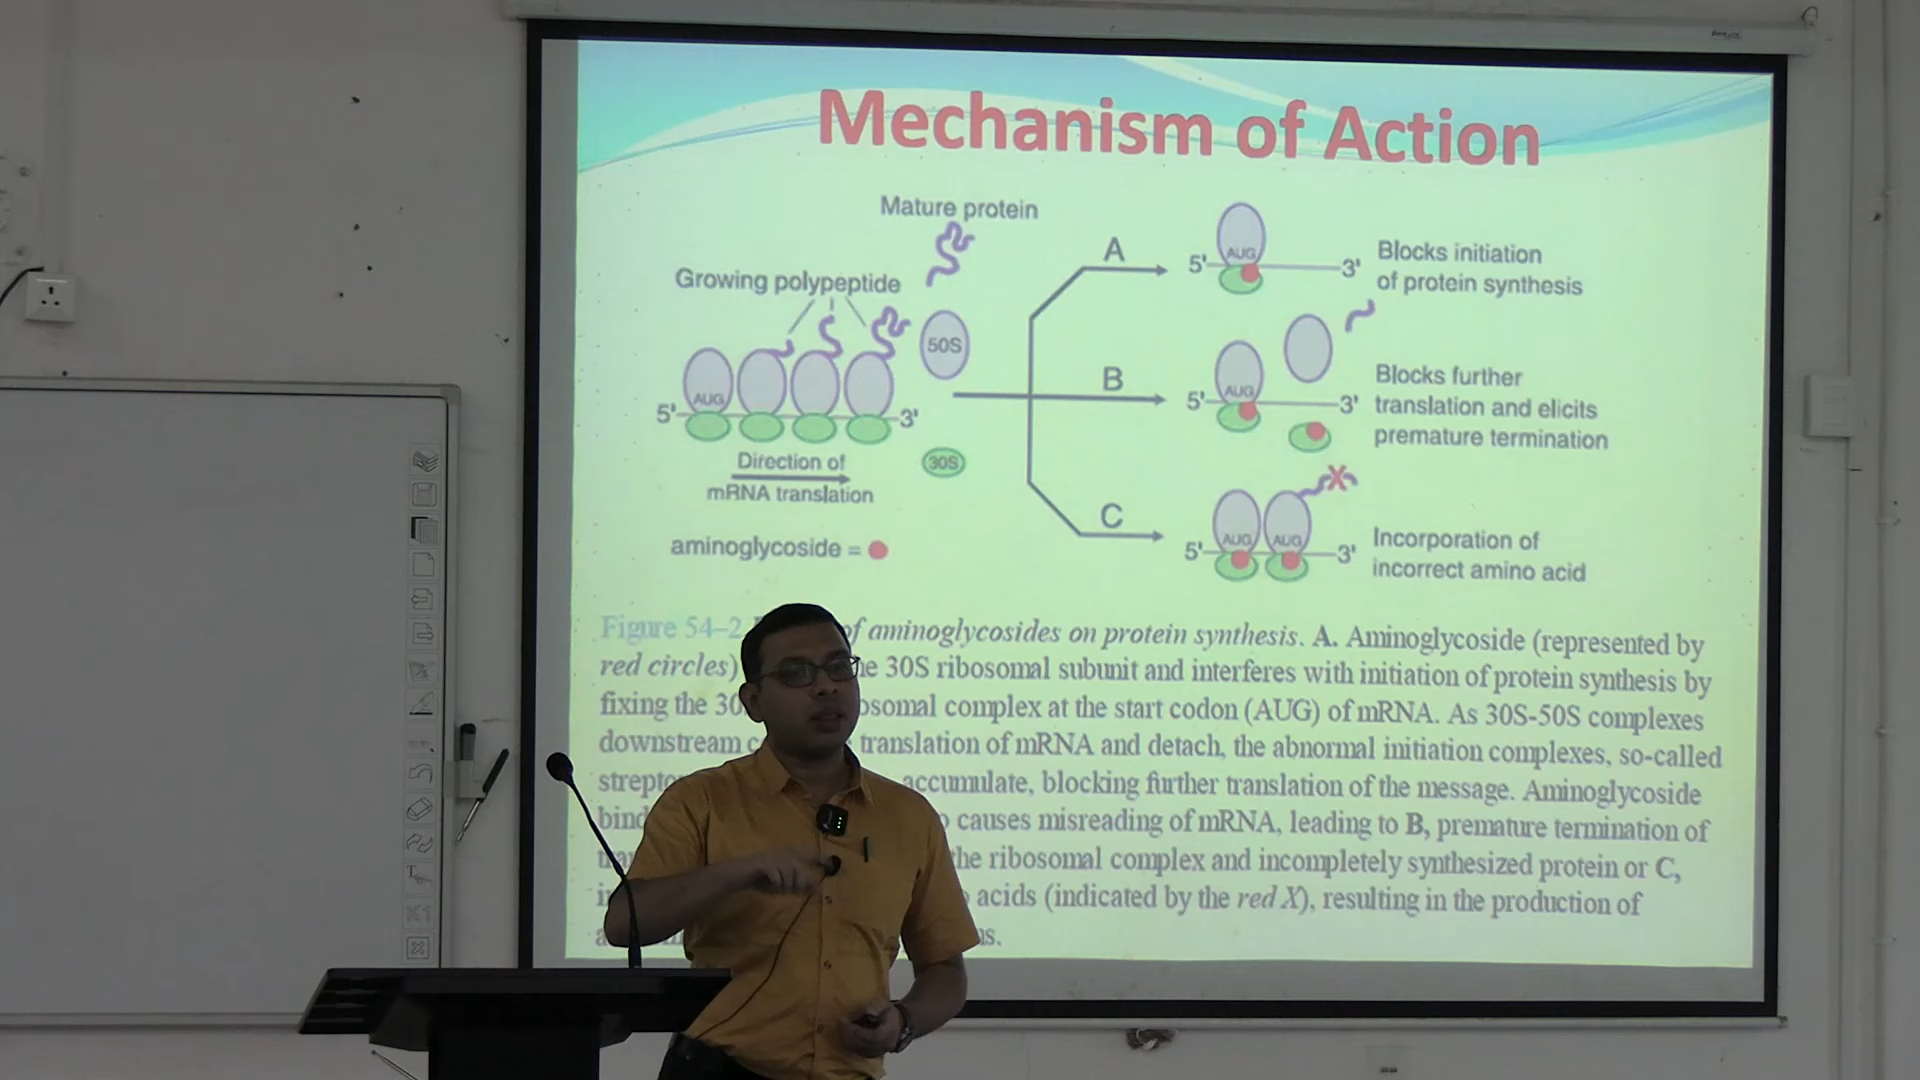 Mechanism of Action
Mature protein
Growing polypeptide
50S
AUG
5'
3'
30S
Direction of
mRNA translation
aminoglycoside =
A
5'
AUG
3'
Blocks initiation
of protein synthesis
B
5'
AUG
3'
Blocks further
translation and elicits
premature termination
C
5'
AUG
AUG
3'
Incorporation of
incorrect amino acid
Figure 54–2. of aminoglycosides on protein synthesis. A. Aminoglycoside (represented by
red circles) 30S ribosomal subunit and interferes with initiation of protein synthesis by
fixing the complex at the start codon (AUG) of mRNA. As 30S-50S complexes
downstream translation of mRNA and detach, the abnormal initiation complexes, so-called
accumulate, blocking further translation of the message. Aminoglycoside
causes misreading of mRNA, leading to B, premature termination of
the ribosomal complex and incompletely synthesized protein or C,
acids (indicated by the red X), resulting in the production of